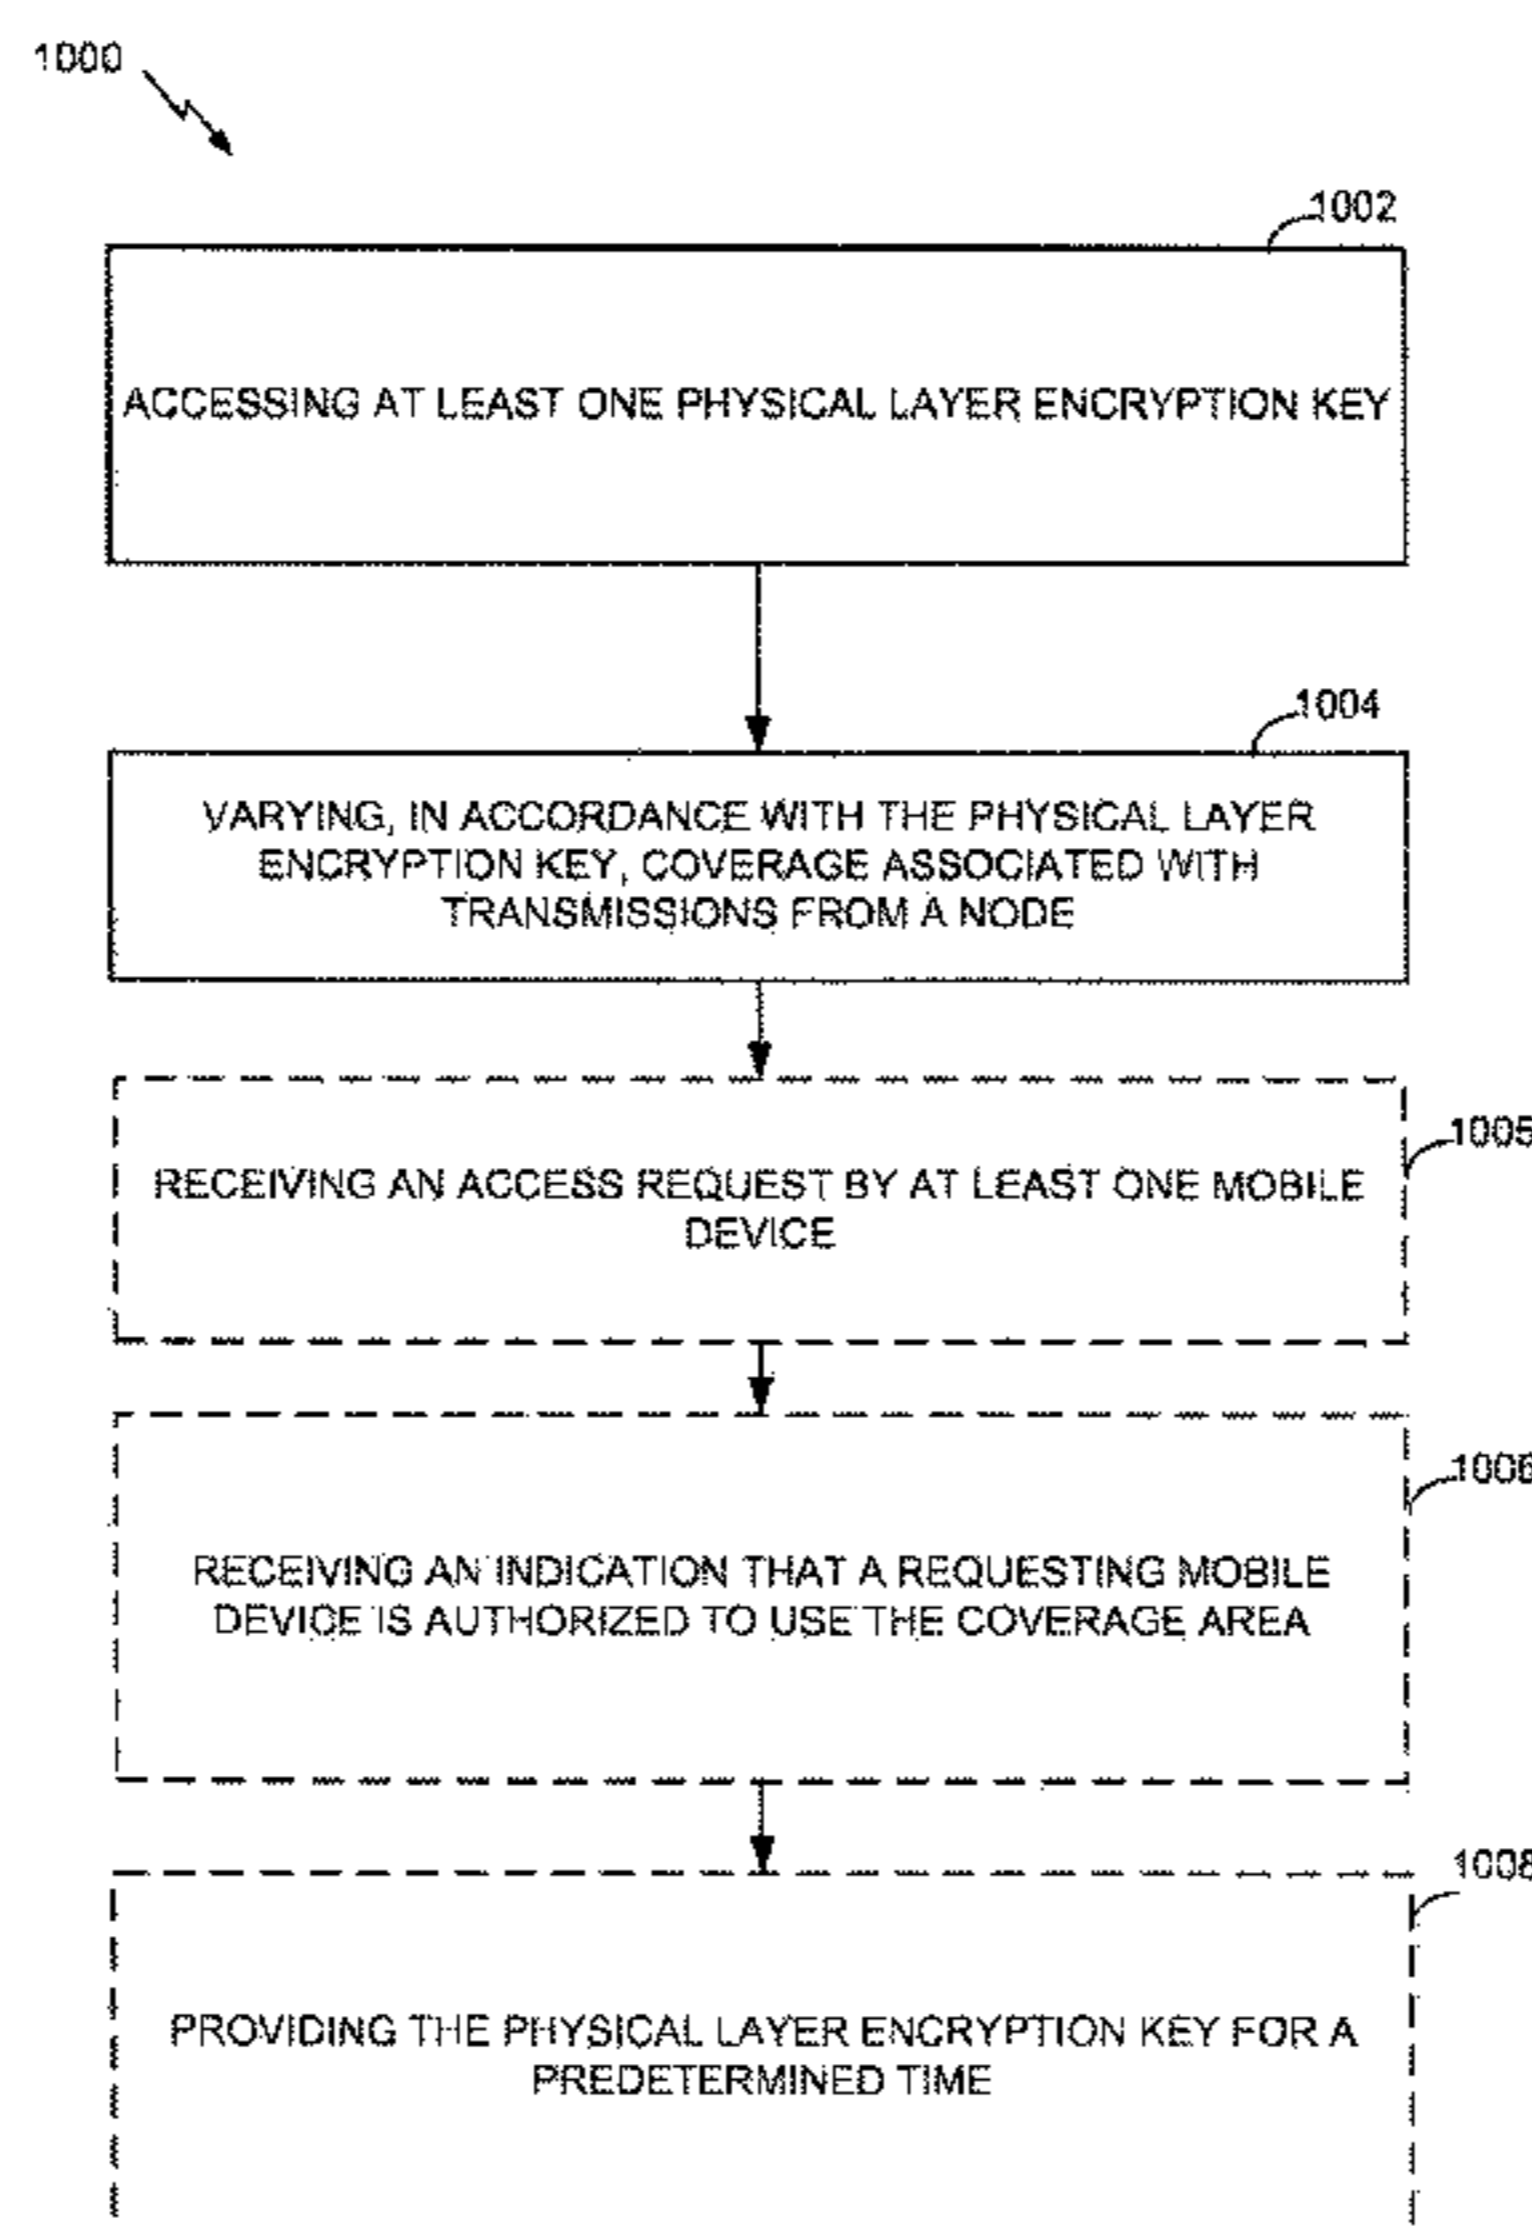 1000
1002
ACCESSING AT LEAST ONE PHYSICAL LAYER ENCRYPTION KEY
1004
VARYING, IN ACCORDANCE WITH THE PHYSICAL LAYER
ENCRYPTION KEY, COVERAGE ASSOCIATED WITH
TRANSMISSIONS FROM A NODE
1005
RECEIVING AN ACCESS REQUEST BY AT LEAST ONE MOBILE
DEVICE
1006
RECEIVING AN INDICATION THAT A REQUESTING MOBILE
DEVICE IS AUTHORIZED TO USE THE COVERAGE AREA
1008
PROVIDING THE PHYSICAL LAYER ENCRYPTION KEY FOR A
PREDETERMINED TIME